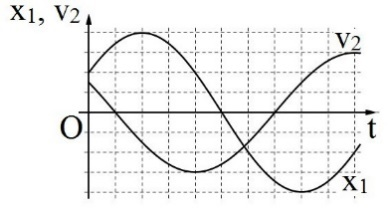 x₁, v₂
v₂
O
t
x₁